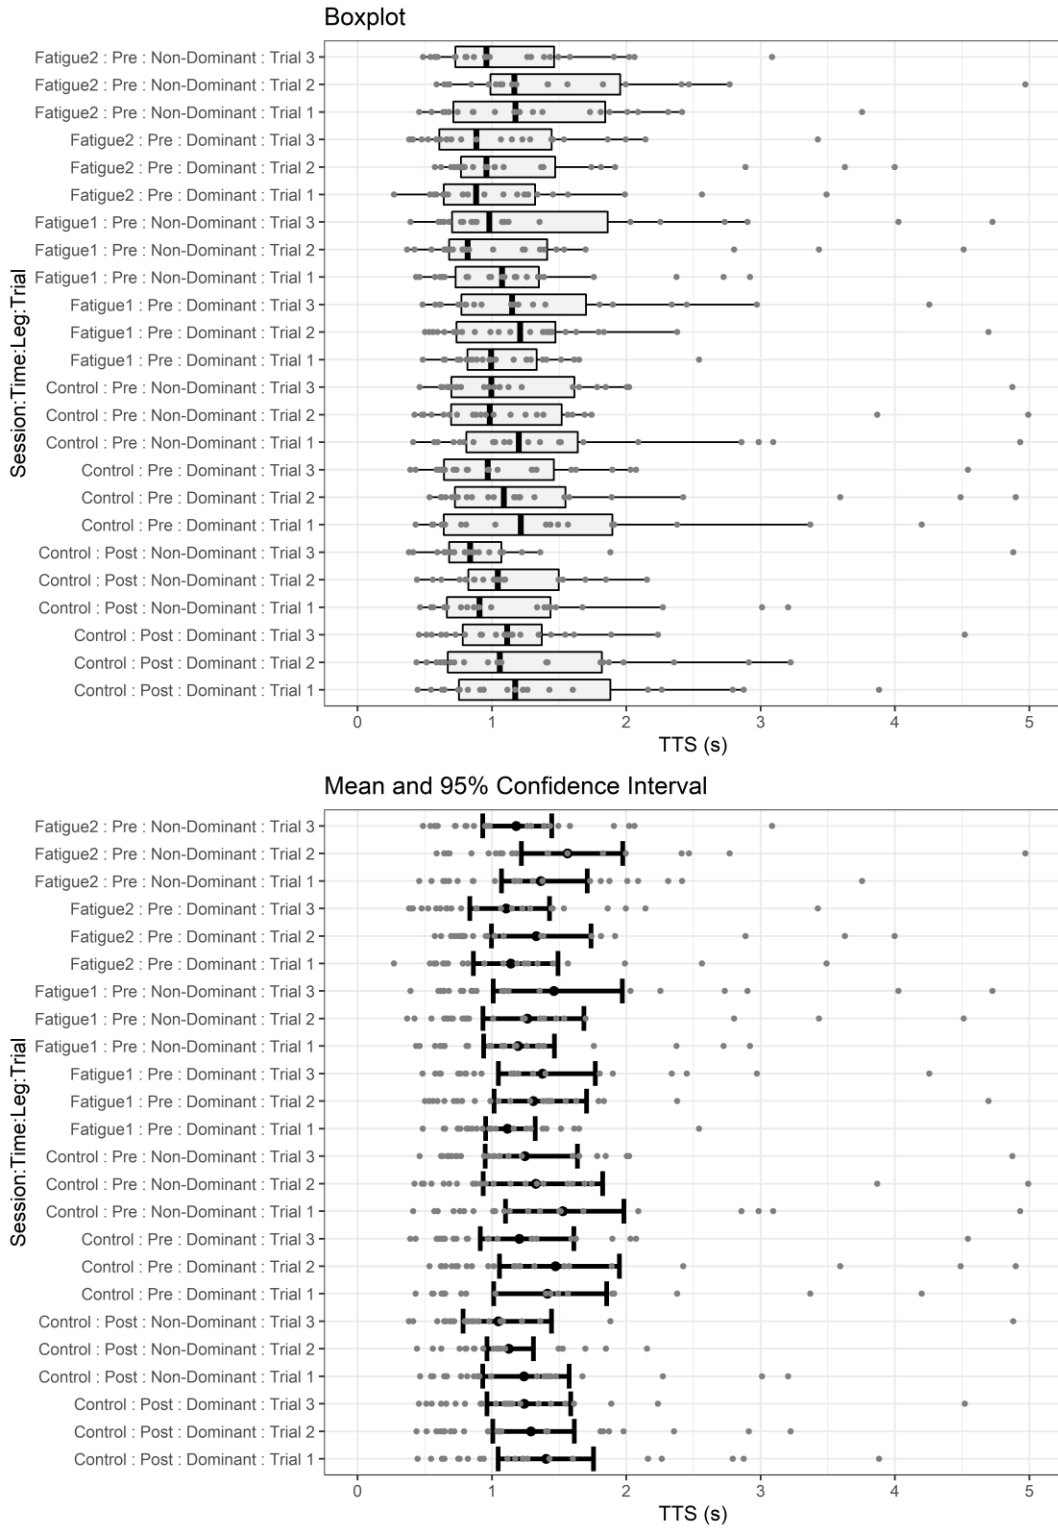 Boxplot
Fatigue2 : Pre : Non-Dominant : Trial 3
Fatigue2 : Pre : Non-Dominant : Trial 2
Fatigue2 : Pre : Non-Dominant : Trial 1
Fatigue2 : Pre : Dominant : Trial 3
Fatigue2 : Pre : Dominant : Trial 2
Fatigue2 : Pre : Dominant : Trial 1
Fatigue1 : Pre : Non-Dominant : Trial 3
Fatigue1 : Pre : Non-Dominant : Trial 2
Fatigue1 : Pre : Non-Dominant : Trial 1
Fatigue1 : Pre : Dominant : Trial 3
Fatigue1 : Pre : Dominant : Trial 2
Fatigue1 : Pre : Dominant : Trial 1
Control : Pre : Non-Dominant : Trial 3
Control : Pre : Non-Dominant : Trial 2
Control : Pre : Non-Dominant : Trial 1
Control : Pre : Dominant : Trial 3
Control : Pre : Dominant : Trial 2
Control : Pre : Dominant : Trial 1
Control : Post : Non-Dominant : Trial 3
Control : Post : Non-Dominant : Trial 2
Control : Post : Non-Dominant : Trial 1
Control : Post : Dominant : Trial 3
Control : Post : Dominant : Trial 2
Control : Post : Dominant : Trial 1
Session:Time:Leg:Trial
0 1 2 3 4 5
TTS (s)
Mean and 95% Confidence Interval
Fatigue2 : Pre : Non-Dominant : Trial 3
Fatigue2 : Pre : Non-Dominant : Trial 2
Fatigue2 : Pre : Non-Dominant : Trial 1
Fatigue2 : Pre : Dominant : Trial 3
Fatigue2 : Pre : Dominant : Trial 2
Fatigue2 : Pre : Dominant : Trial 1
Fatigue1 : Pre : Non-Dominant : Trial 3
Fatigue1 : Pre : Non-Dominant : Trial 2
Fatigue1 : Pre : Non-Dominant : Trial 1
Fatigue1 : Pre : Dominant : Trial 3
Fatigue1 : Pre : Dominant : Trial 2
Fatigue1 : Pre : Dominant : Trial 1
Control : Pre : Non-Dominant : Trial 3
Control : Pre : Non-Dominant : Trial 2
Control : Pre : Non-Dominant : Trial 1
Control : Pre : Dominant : Trial 3
Control : Pre : Dominant : Trial 2
Control : Pre : Dominant : Trial 1
Control : Post : Non-Dominant : Trial 3
Control : Post : Non-Dominant : Trial 2
Control : Post : Non-Dominant : Trial 1
Control : Post : Dominant : Trial 3
Control : Post : Dominant : Trial 2
Control : Post : Dominant : Trial 1
Session:Time:Leg:Trial
0 1 2 3 4 5
TTS (s)